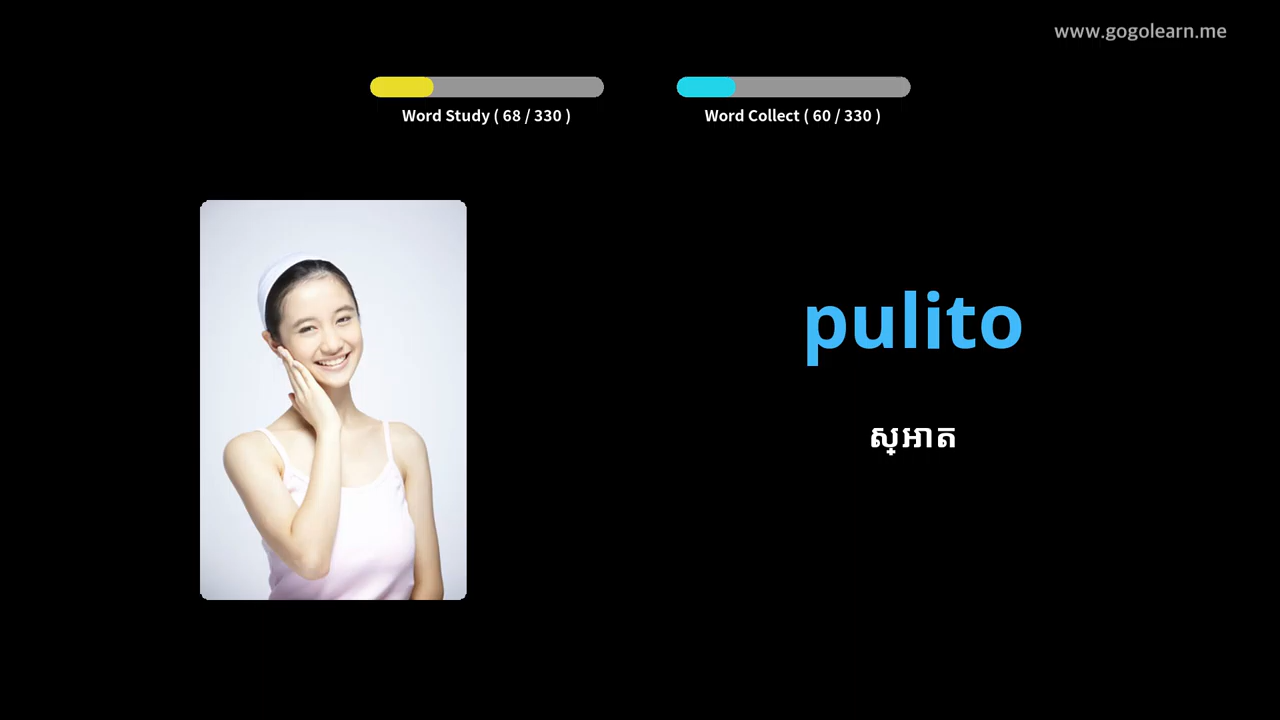 www.gogolearn.me
Word Study ( 68 / 330 )
Word Collect ( 60 / 330 )
pulito
ស្អាត